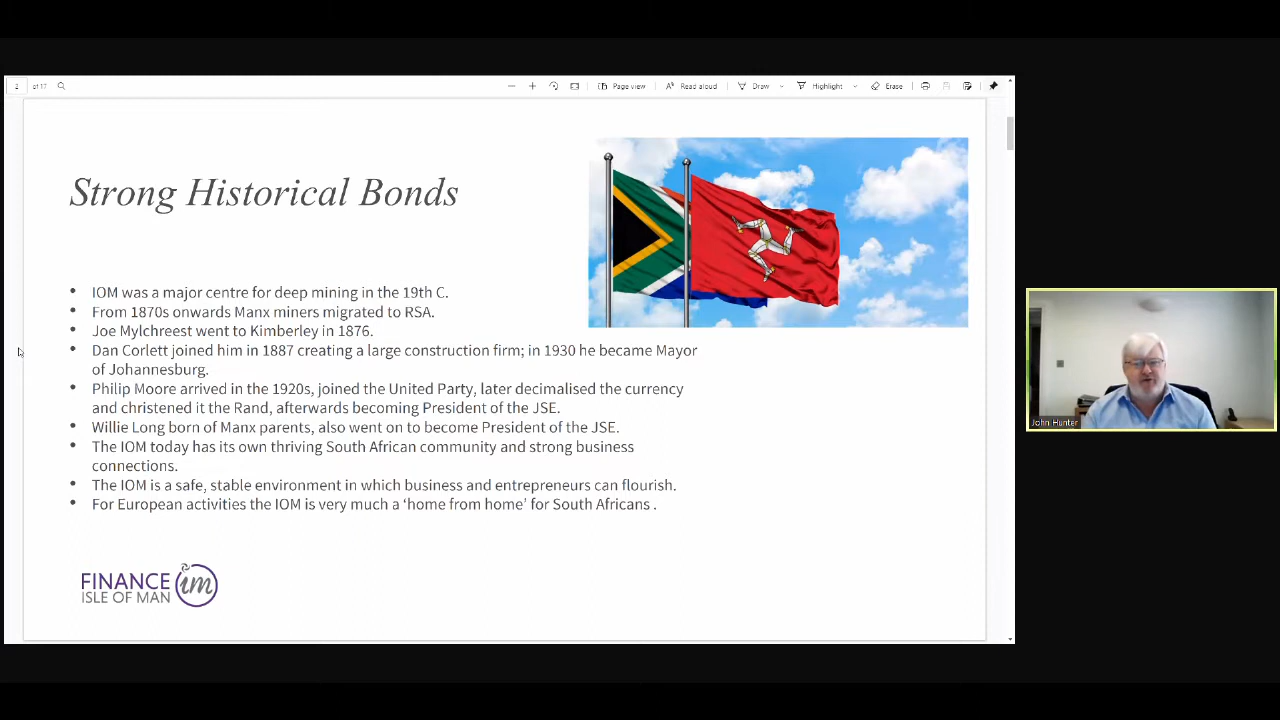 2 of 17
Page view
Read aloud
Draw
Highlight
Erase
Strong Historical Bonds
• IOM was a major centre for deep mining in the 19th C.
• From 1870s onwards Manx miners migrated to RSA.
• Joe Mylchreest went to Kimberley in 1876.
• Dan Corlett joined him in 1887 creating a large construction firm; in 1930 he became Mayor
of Johannesburg.
• Philip Moore arrived in the 1920s, joined the United Party, later decimalised the currency
and christened it the Rand, afterwards becoming President of the JSE.
• Willie Long born of Manx parents, also went on to become President of the JSE.
• The IOM today has its own thriving South African community and strong business
connections.
• The IOM is a safe, stable environment in which business and entrepreneurs can flourish.
• For European activities the IOM is very much a ‘home from home’ for South Africans .
FINANCE
ISLE OF MAN
im
John Hunter